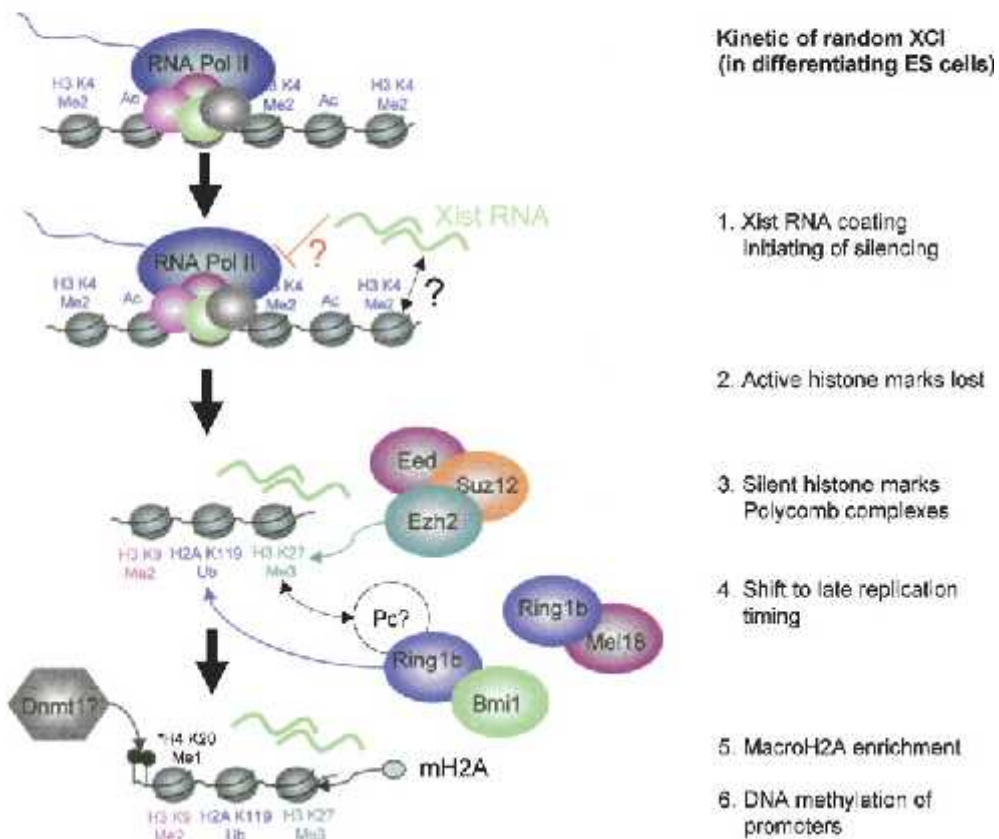 Kinetic of random XCI
(in differentiating ES cells)
RNA Pol II
H3 K4
Me2
Ac
K4
Me2
Ac
H3 K4
Me2
Xist RNA
?
1. Xist RNA coating
Initiating of silencing
RNA Pol II
H3 K4
Me2
Ac
K4
Me2
Ac
H3 K4
Me2
?
2. Active histone marks lost
Eed
Suz12
Ezh2
3. Silent histone marks
Polycomb complexes
H3 K9
Me2
H2A K119
Ub
H3 K27
Me3
4. Shift to late replication
timing
Pc?
Ring1b
Mel18
Ring1b
Bmi1
Dnmt1?
*H4 K20
Me1
mH2A
5. MacroH2A enrichment
H3 K9
Me2
H2A K119
Ub
H3 K27
Me3
6. DNA methylation of
promoters